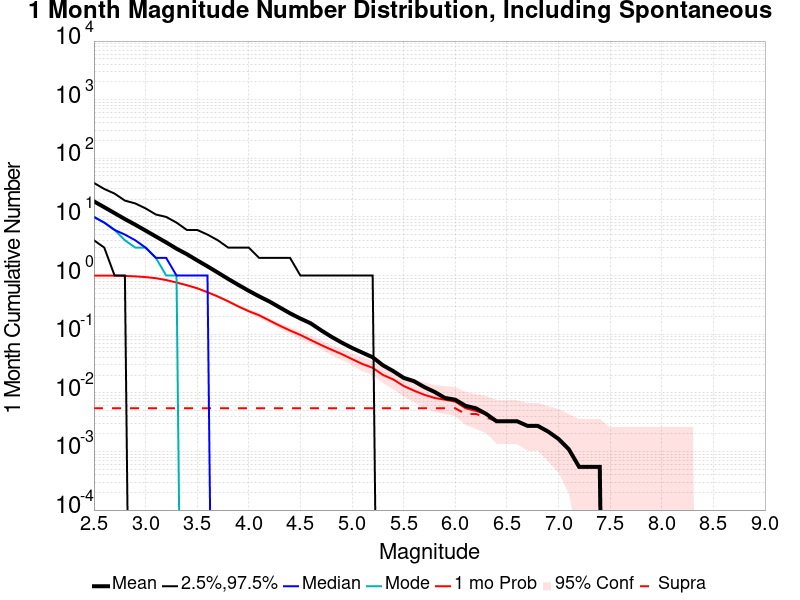 1 Month Magnitude Number Distribution, Including Spontaneous
1 Month Cumulative Number
10^4
10^3
10^2
10^1
10^0
10^-1
10^-2
10^-3
10^-4
2.5 3.0 3.5 4.0 4.5 5.0 5.5 6.0 6.5 7.0 7.5 8.0 8.5 9.0
Magnitude
Mean 2.5%,97.5% Median Mode 1 mo Prob 95% Conf Supra